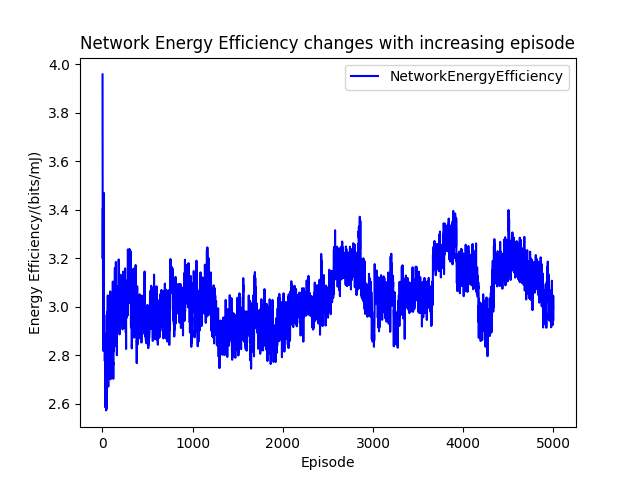 Network Energy Efficiency changes with increasing episode
NetworkEnergyEfficiency
Energy Efficiency/(bits/mJ)
4.0
3.8
3.6
3.4
3.2
3.0
2.8
2.6
0 1000 2000 3000 4000 5000
Episode